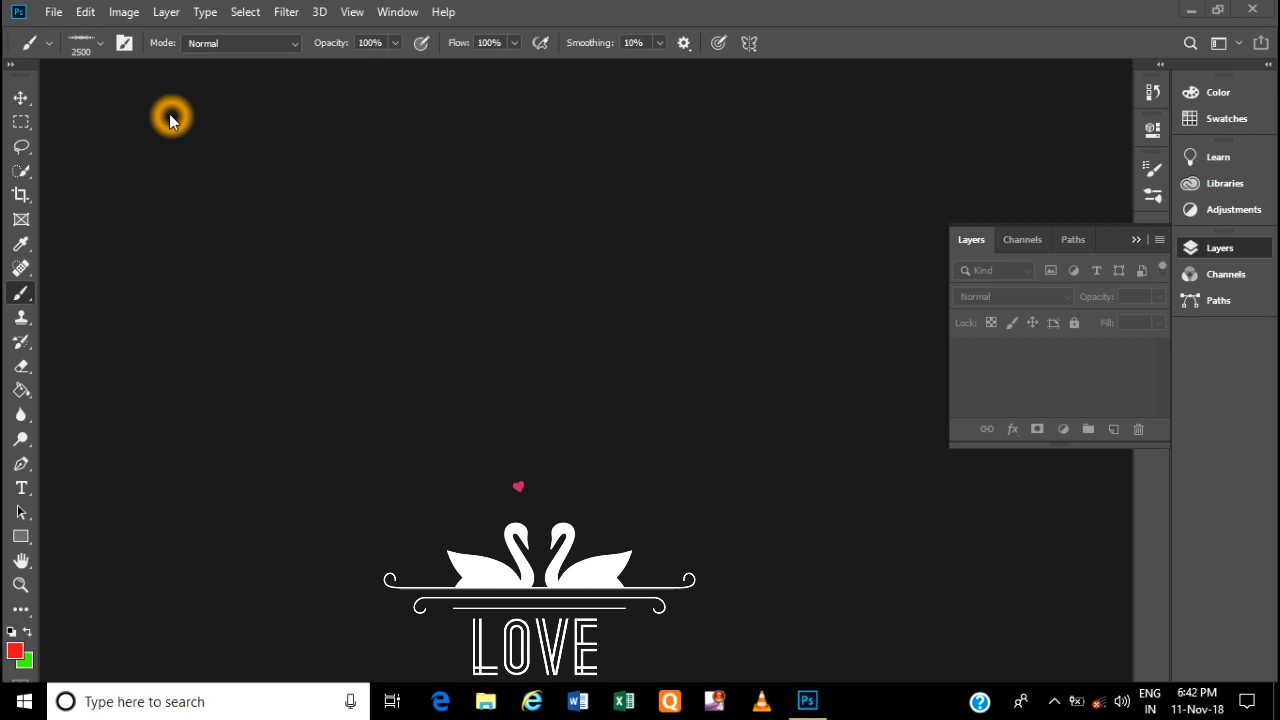 Ps File Edit Image Layer Type Select Filter 3D View Window Help
2500 Mode: Normal Opacity: 100% Flow: 100% Smoothing: 10%
Color
Swatches
Learn
Libraries
Adjustments
Layers
Channels
Paths
Layers Channels Paths
Kind
Normal Opacity:
Lock: Fill:
fx
T
LOVE
Type here to search
ENG
IN
6:42 PM
11-Nov-18